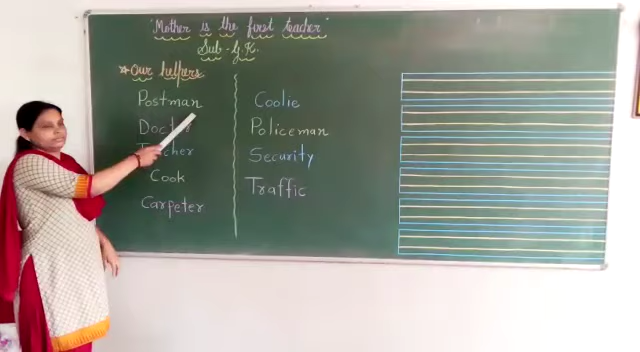 "Mother is the first teacher"
Sub - G.K.
*Our helpers
Postman
Doctor
Teacher
Cook
Carpeter
Coolie
Policeman
Security
Traffic